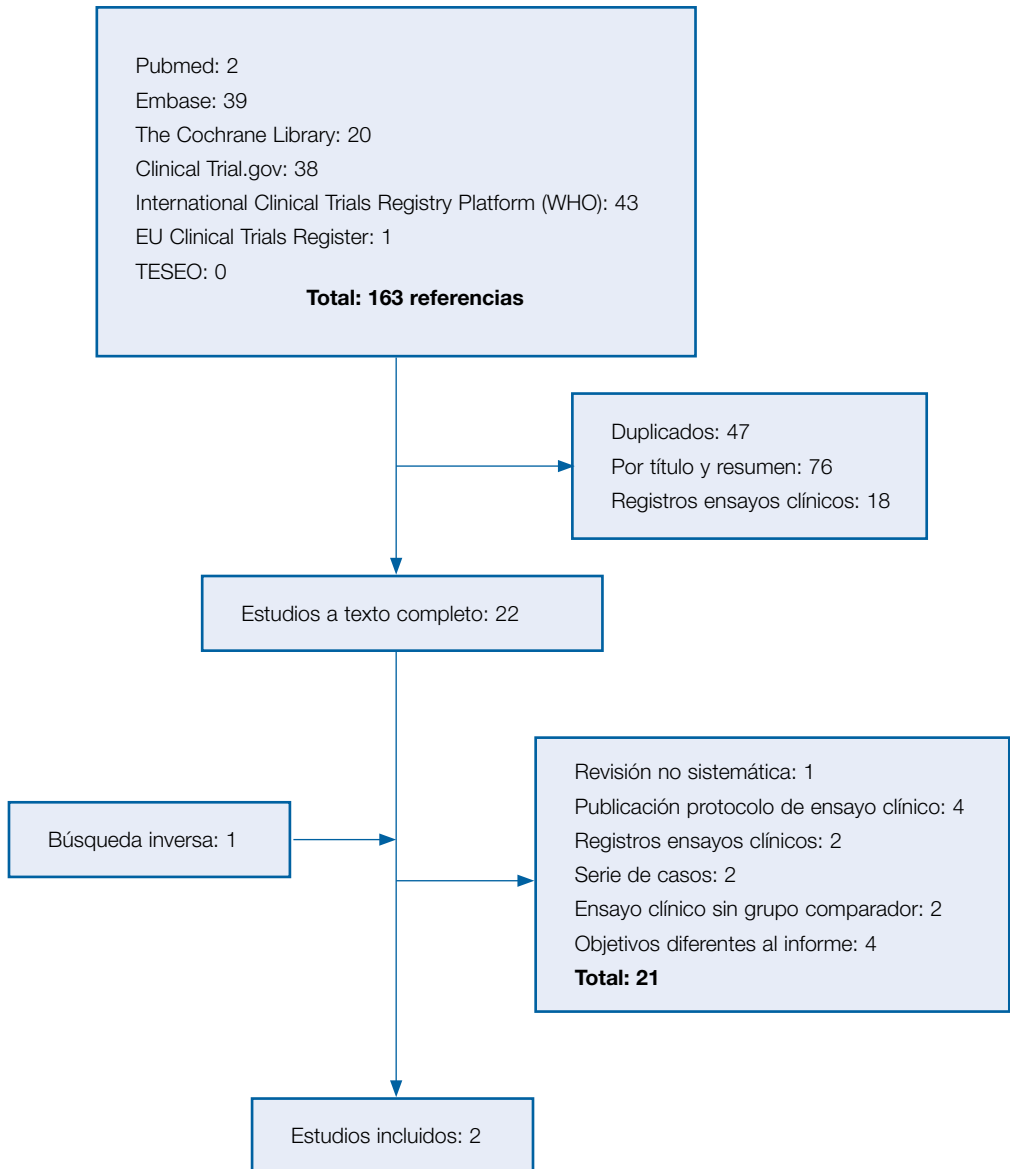 Pubmed: 2
Embase: 39
The Cochrane Library: 20
Clinical Trial.gov: 38
International Clinical Trials Registry Platform (WHO): 43
EU Clinical Trials Register: 1
TESEO: 0
Total: 163 referencias
Duplicados: 47
Por título y resumen: 76
Registros ensayos clínicos: 18
Estudios a texto completo: 22
Búsqueda inversa: 1
Revisión no sistemática: 1
Publicación protocolo de ensayo clínico: 4
Registros ensayos clínicos: 2
Serie de casos: 2
Ensayo clínico sin grupo comparador: 2
Objetivos diferentes al informe: 4
Total: 21
Estudios incluidos: 2